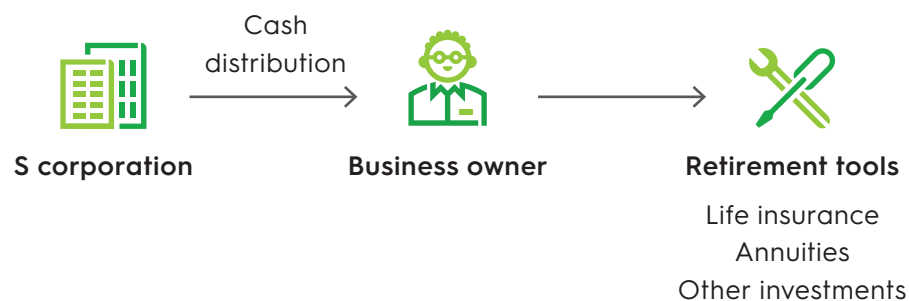 Cash
distribution
S corporation
Business owner
Retirement tools
Life insurance
Annuities
Other investments